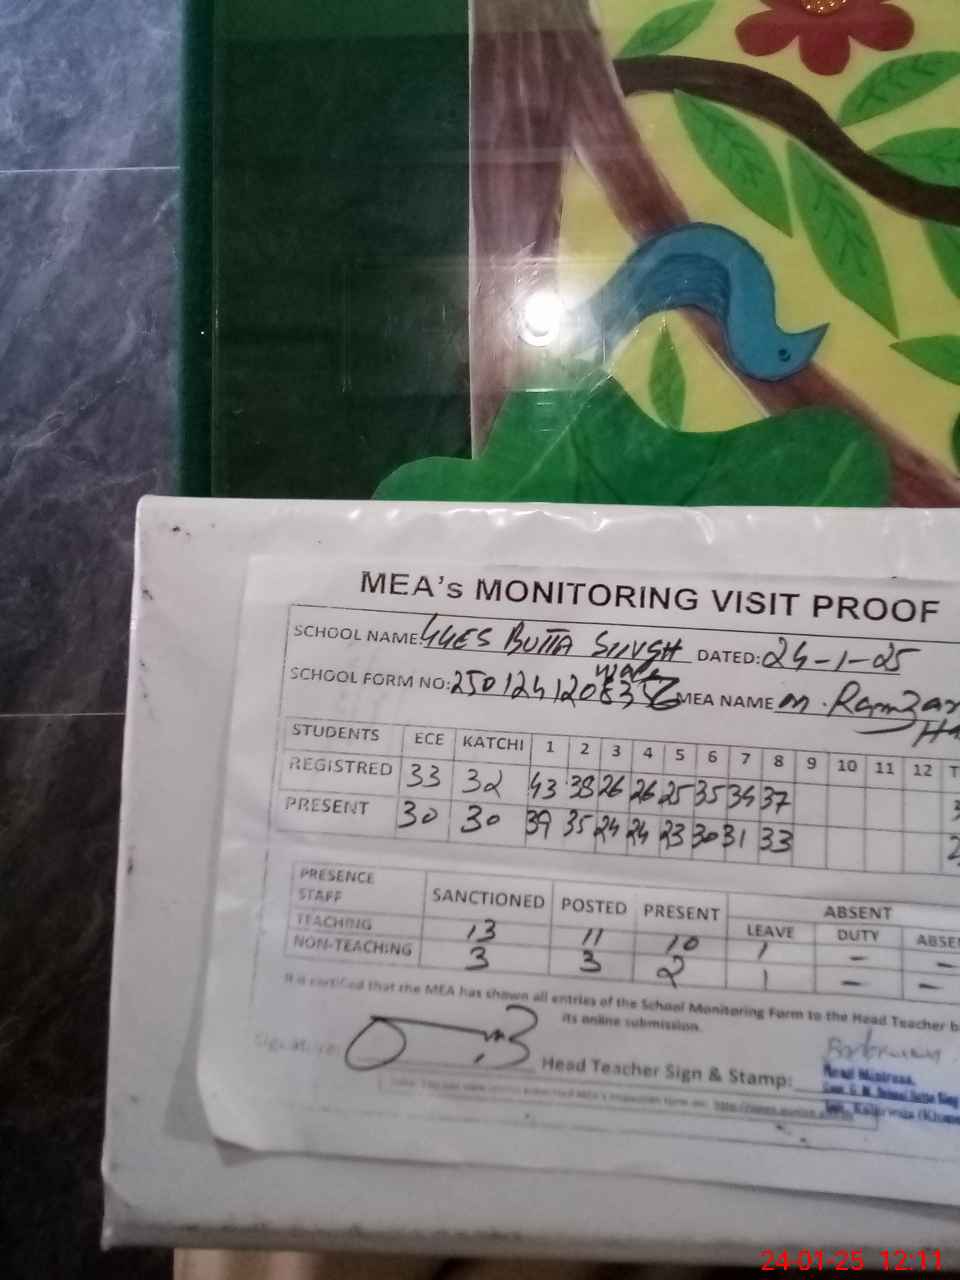 MEA's MONITORING VISIT PROOF
SCHOOL NAME: GGES BUTTA SINGH Wala DATED: 24-1-25
SCHOOL FORM NO: MEA NAME M. Ramzan
STUDENTS ECE KATCHI 1 2 3 4 5 6 7 8 9 10 11 12 T
REGISTRED 33 32 43 38 26 26 25 35 34 37
PRESENT 30 30 39 35 24 24 23 30 31 33
PRESENCE STAFF SANCTIONED POSTED PRESENT ABSENT
LEAVE DUTY ABSE
TEACHING 13 11 10 1 - -
NON-TEACHING 3 3 2 1 - -
It is certified that the MEA has shown all entries of the School Monitoring Form to the Head Teacher b
its online submission.
Signature: Head Teacher Sign & Stamp:
Head Mistress,
24-01-25 12:11